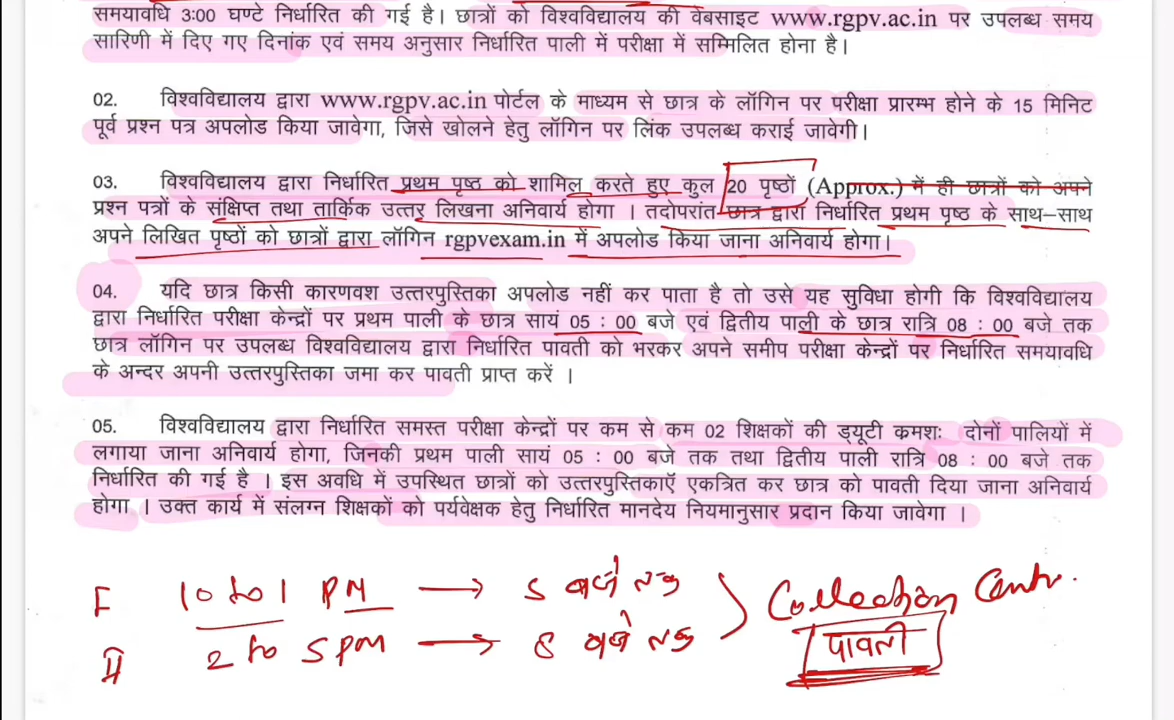 समयावधि 3:00 घण्टे निर्धारित की गई है। छात्रों को विश्वविद्यालय की वेबसाइट www.rgpv.ac.in पर उपलब्ध समय
सारिणी में दिए गए दिनांक एवं समय अनुसार निर्धारित पाली में परीक्षा में सम्मिलित होना है।
02. विश्वविद्यालय द्वारा www.rgpv.ac.in पोर्टल के माध्यम से छात्र के लॉगिन पर परीक्षा प्रारम्भ होने के 15 मिनिट
पूर्व प्रश्न पत्र अपलोड किया जावेगा, जिसे खोलने हेतु लॉगिन पर लिंक उपलब्ध कराई जावेगी।
03. विश्वविद्यालय द्वारा निर्धारित प्रथम पृष्ठ को शामिल करते हुए कुल 20 पृष्ठों (Approx.) में ही छात्रों को अपने
प्रश्न पत्रों के संक्षिप्त तथा तार्किक उत्तर लिखना अनिवार्य होगा । तदोपरांत छात्र द्वारा निर्धारित प्रथम पृष्ठ के साथ–साथ
अपने लिखित पृष्ठों को छात्रों द्वारा लॉगिन rgpvexam.in में अपलोड किया जाना अनिवार्य होगा।
04. यदि छात्र किसी कारणवश उत्तरपुस्तिका अपलोड नहीं कर पाता है तो उसे यह सुविधा होगी कि विश्वविद्यालय
द्वारा निर्धारित परीक्षा केन्द्रों पर प्रथम पाली के छात्र सायं 05 : 00 बजे एवं द्वितीय पाली के छात्र रात्रि 08 : 00 बजे तक
छात्र लॉगिन पर उपलब्ध विश्वविद्यालय द्वारा निर्धारित पावती को भरकर अपने समीप परीक्षा केन्द्रों पर निर्धारित समयावधि
के अन्दर अपनी उत्तरपुस्तिका जमा कर पावती प्राप्त करें ।
05. विश्वविद्यालय द्वारा निर्धारित समस्त परीक्षा केन्द्रों पर कम से कम 02 शिक्षकों की ड्यूटी क्रमशः दोनों पालियों में
लगाया जाना अनिवार्य होगा, जिनकी प्रथम पाली सायं 05 : 00 बजे तक तथा द्वितीय पाली रात्रि 08 : 00 बजे तक
निर्धारित की गई है । इस अवधि में उपस्थित छात्रों को उत्तरपुस्तिकाऍ एकत्रित कर छात्र को पावती दिया जाना अनिवार्य
होगा । उक्त कार्य में संलग्न शिक्षकों को पर्यवेक्षक हेतु निर्धारित मानदेय नियमानुसार प्रदान किया जावेगा ।
I 10 to 1 PM → 5 बजे तक
II 2 to 5 PM → 8 बजे तक
Collection Centr.
पावती